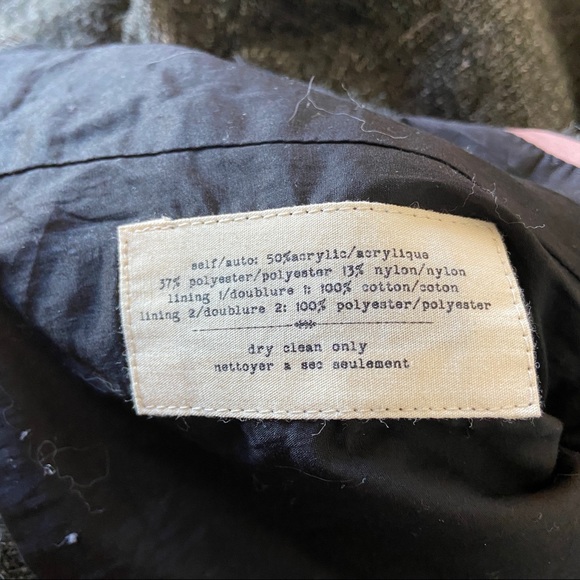 self/auto: 50%acrylic/acrylique
37% polyester/polyester 13% nylon/nylon
lining 1/doublure 1: 100% cotton/coton
lining 2/doublure 2: 100% polyester/polyester
dry clean only
nettoyer a sec seulement